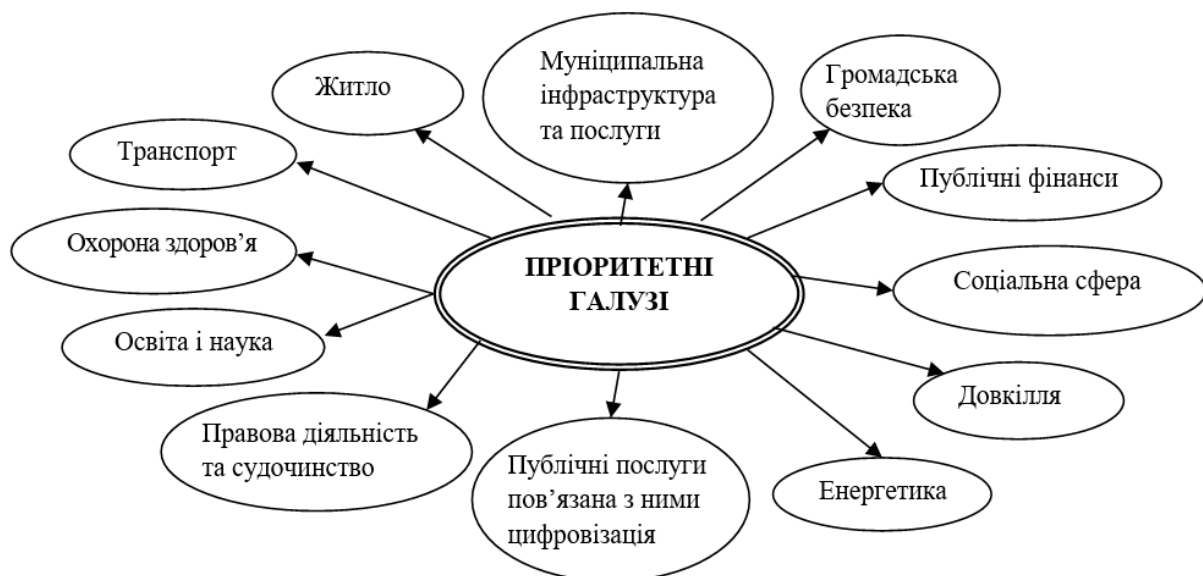 Муніципальна
інфраструктура
та послуги
Житло
Громадська
безпека
Транспорт
Публічні фінанси
Охорона здоров’я
ПРІОРИТЕТНІ
ГАЛУЗІ
Соціальна сфера
Освіта і наука
Довкілля
Правова діяльність
та судочинство
Публічні послуги
пов’язана з ними
цифровізація
Енергетика